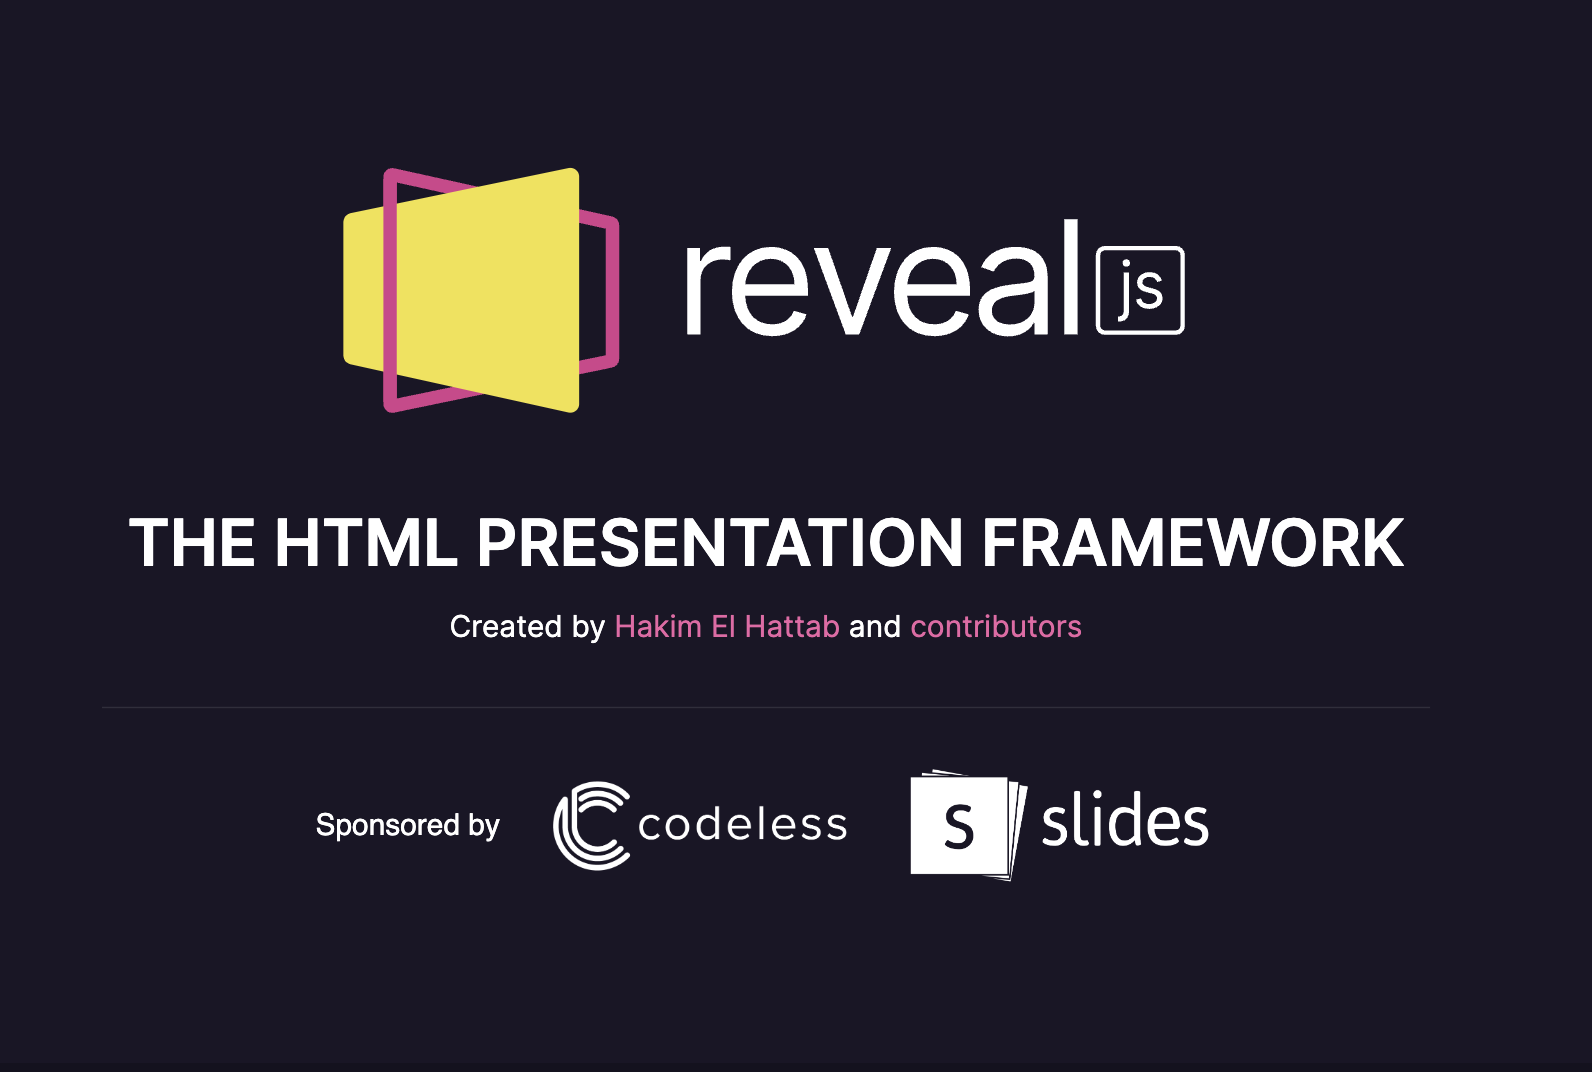 reveal js
THE HTML PRESENTATION FRAMEWORK
Created by Hakim El Hattab and contributors
Sponsored by codeless S slides